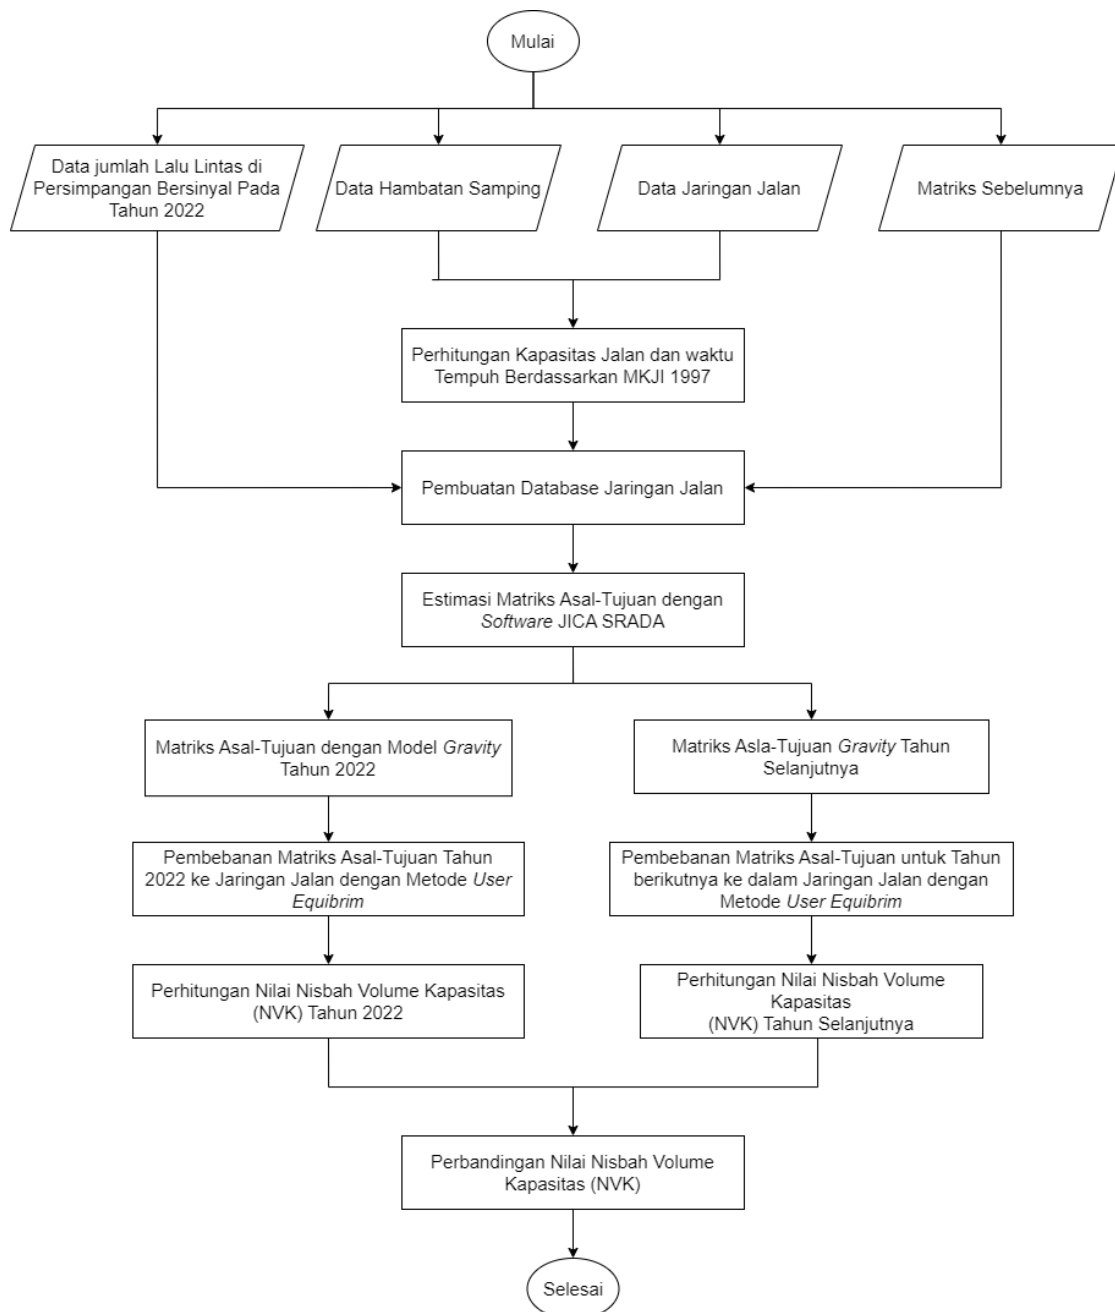 Mulai
Data jumlah Lalu Lintas di
Persimpangan Bersinyal Pada
Tahun 2022
Data Hambatan Samping
Data Jaringan Jalan
Matriks Sebelumnya
Perhitungan Kapasitas Jalan dan waktu
Tempuh Berdassarkan MKJI 1997
Pembuatan Database Jaringan Jalan
Estimasi Matriks Asal-Tujuan dengan
Software JICA SRADA
Matriks Asal-Tujuan dengan Model Gravity
Tahun 2022
Matriks Asla-Tujuan Gravity Tahun
Selanjutnya
Pembebanan Matriks Asal-Tujuan Tahun
2022 ke Jaringan Jalan dengan Metode User
Equibrim
Pembebanan Matriks Asal-Tujuan untuk Tahun
berikutnya ke dalam Jaringan Jalan dengan
Metode User Equibrim
Perhitungan Nilai Nisbah Volume Kapasitas
(NVK) Tahun 2022
Perhitungan Nilai Nisbah Volume
Kapasitas
(NVK) Tahun Selanjutnya
Perbandingan Nilai Nisbah Volume
Kapasitas (NVK)
Selesai